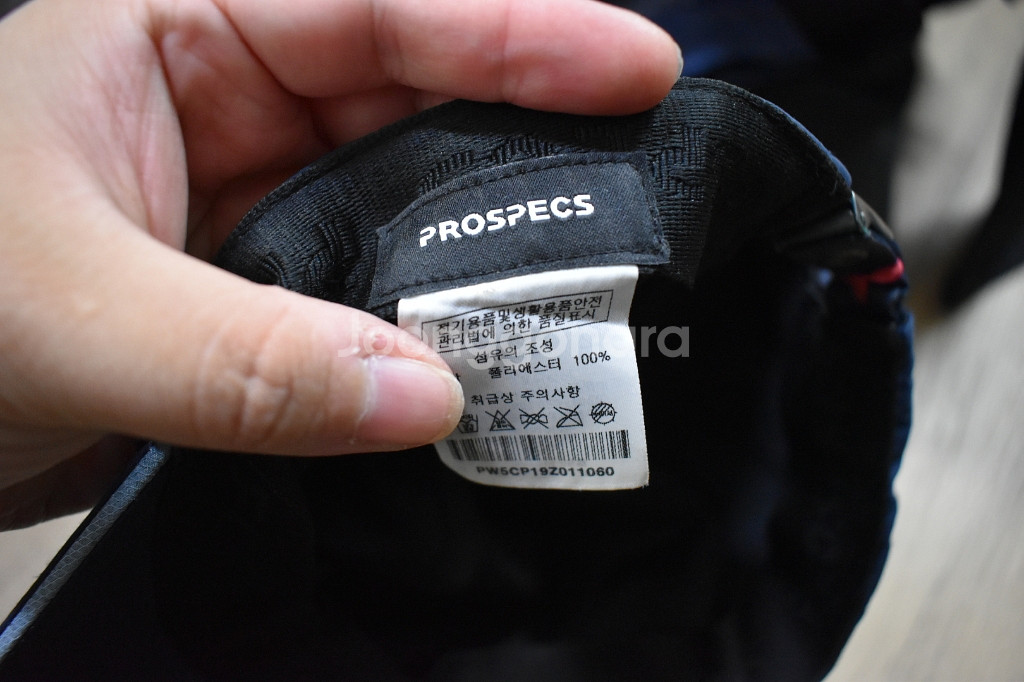 PROSPECS
전기용품및생활용품안전
관리법에 의한 품질표시
섬유의 조성
폴리에스터 100%
취급상 주의사항
PW5CP19Z011060
Joonggonara